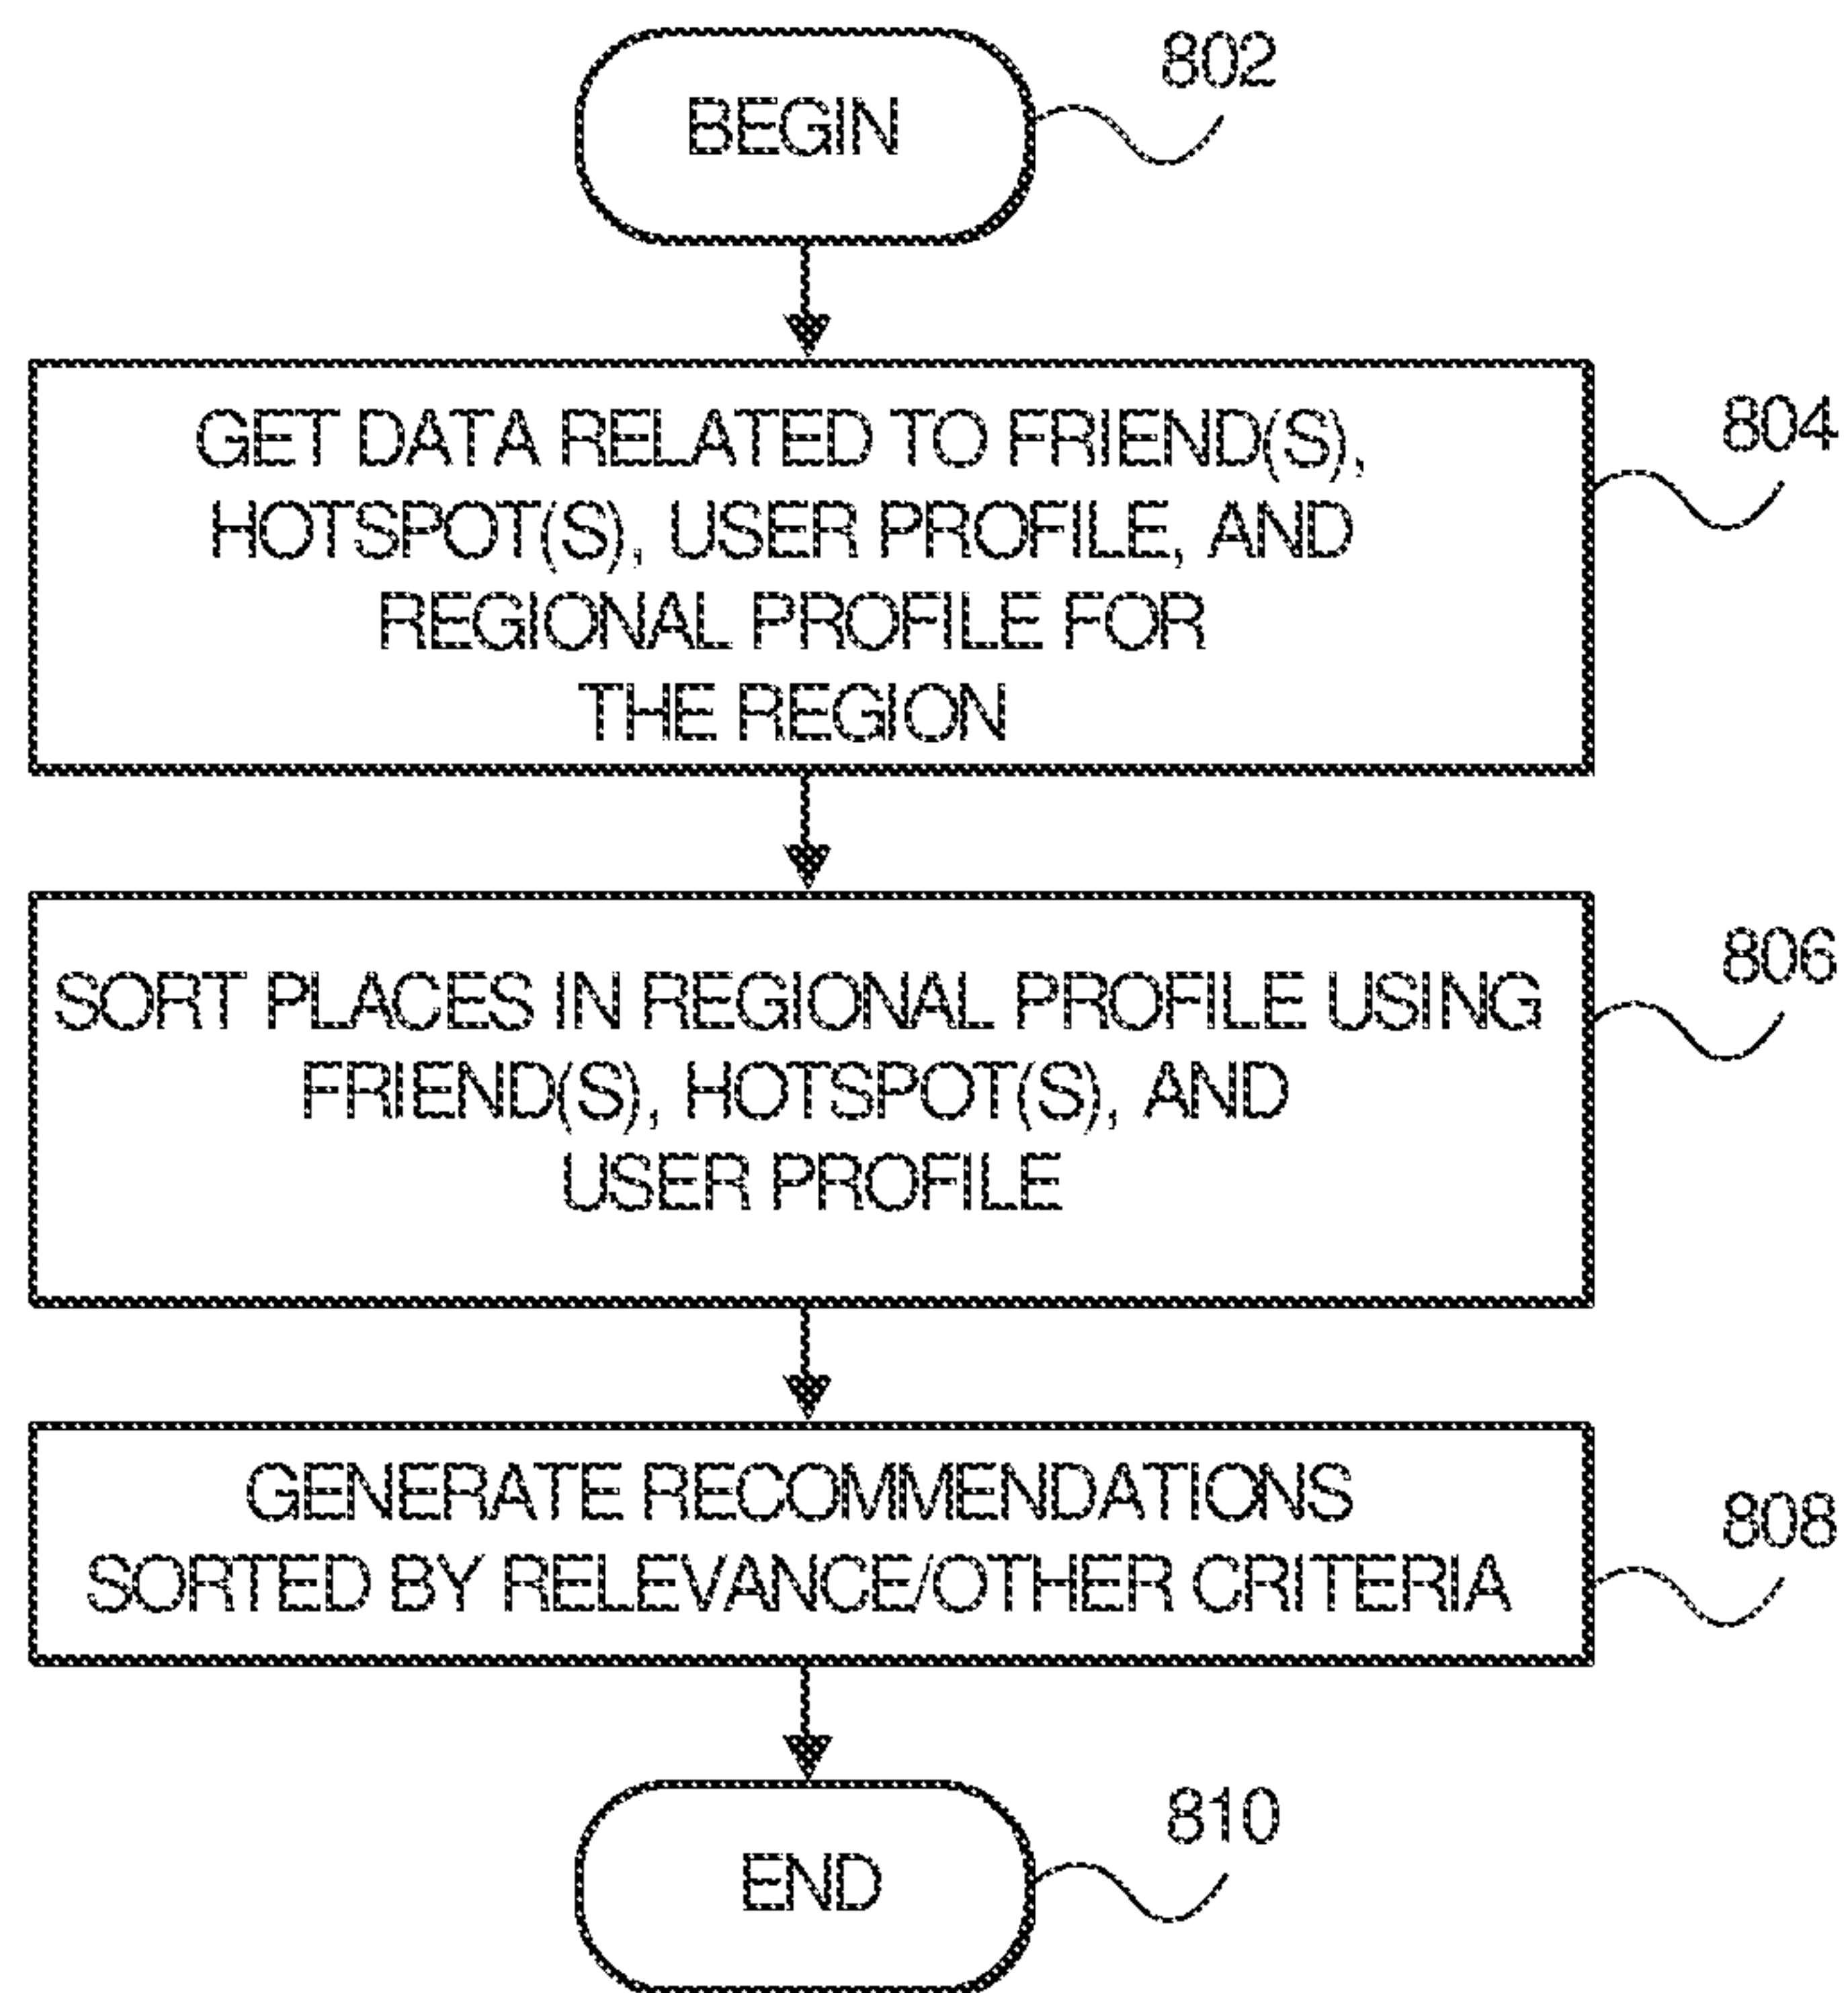 BEGIN
802
GET DATA RELATED TO FRIEND(S),
HOTSPOT(S), USER PROFILE, AND
REGIONAL PROFILE FOR
THE REGION
804
SORT PLACES IN REGIONAL PROFILE USING
FRIEND(S), HOTSPOT(S), AND
USER PROFILE
806
GENERATE RECOMMENDATIONS
SORTED BY RELEVANCE/OTHER CRITERIA
808
END
810